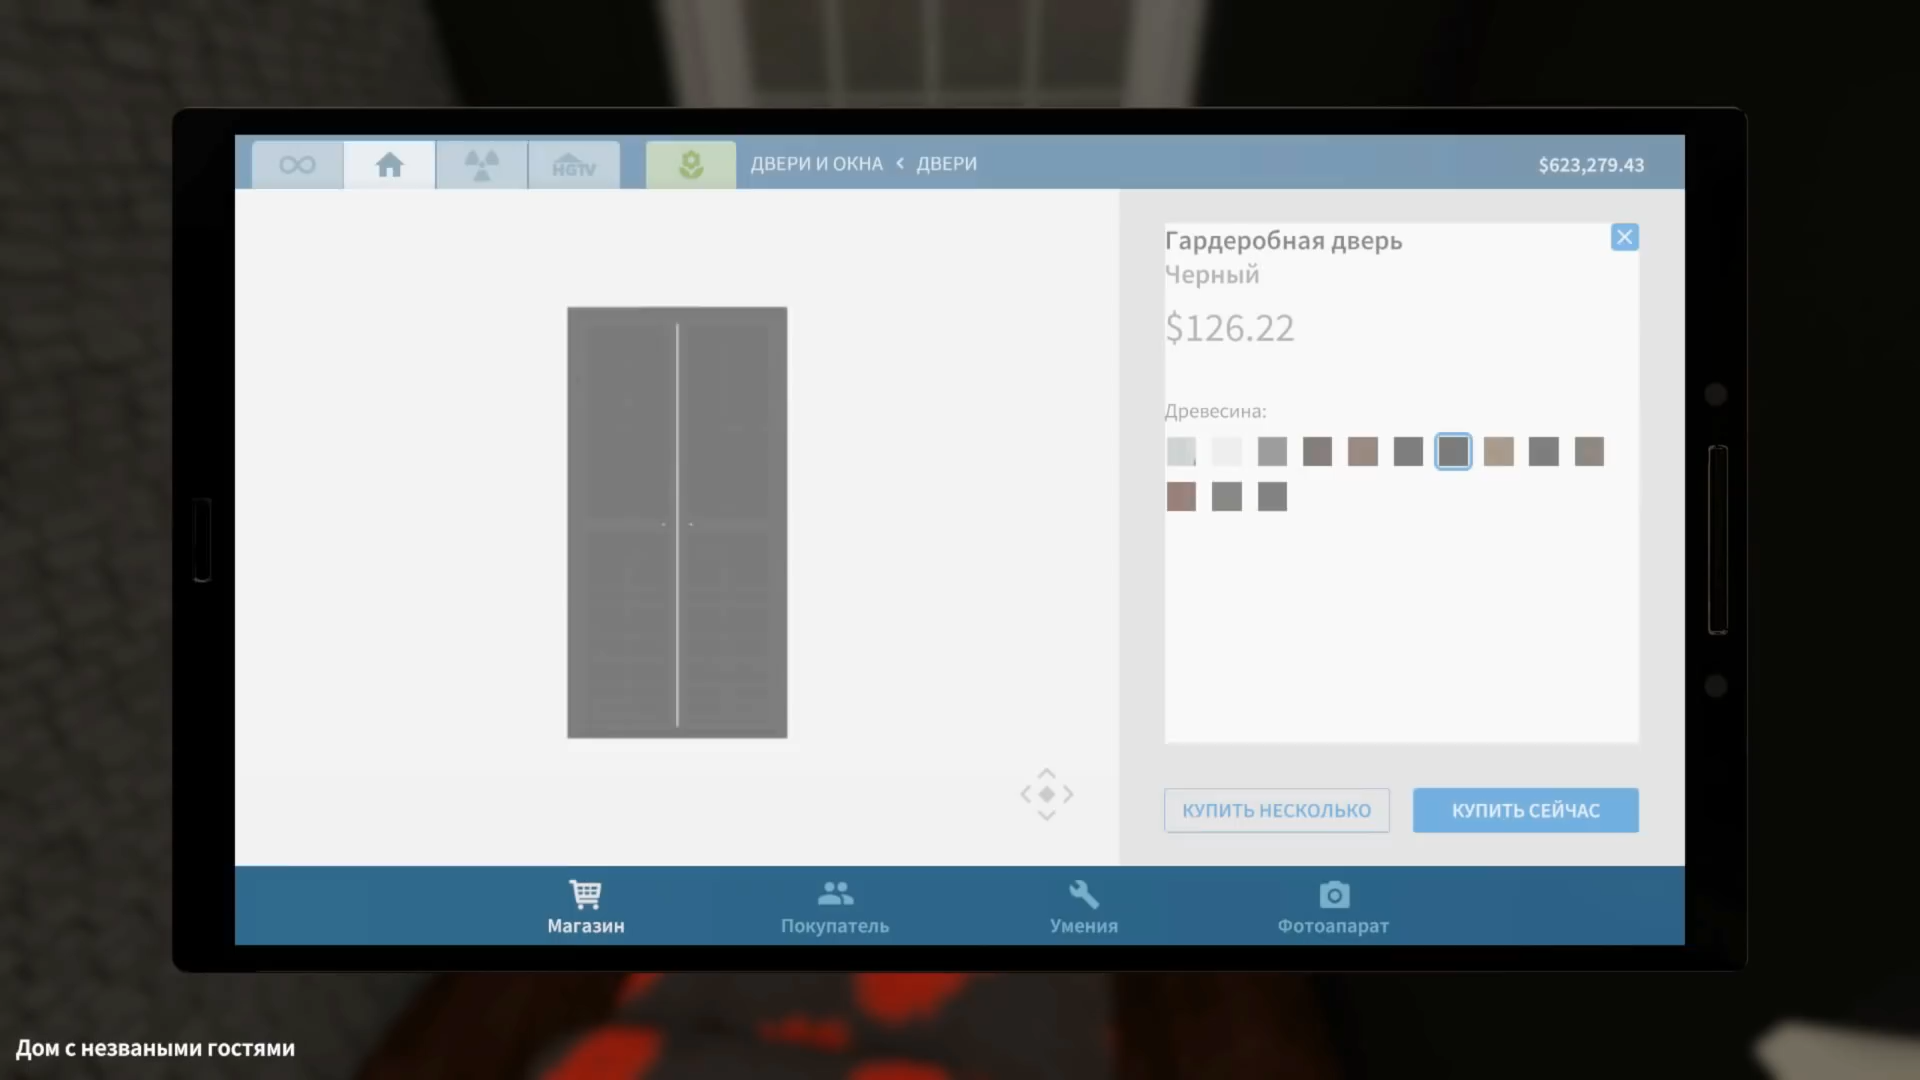 HGTV
ДВЕРИ И ОКНА < ДВЕРИ
$623,279.43
Гардеробная дверь
Черный
$126.22
Древесина:
КУПИТЬ НЕСКОЛЬКО
КУПИТЬ СЕЙЧАС
Магазин
Покупатель
Умения
Фотоапарат
Дом с незваными гостями